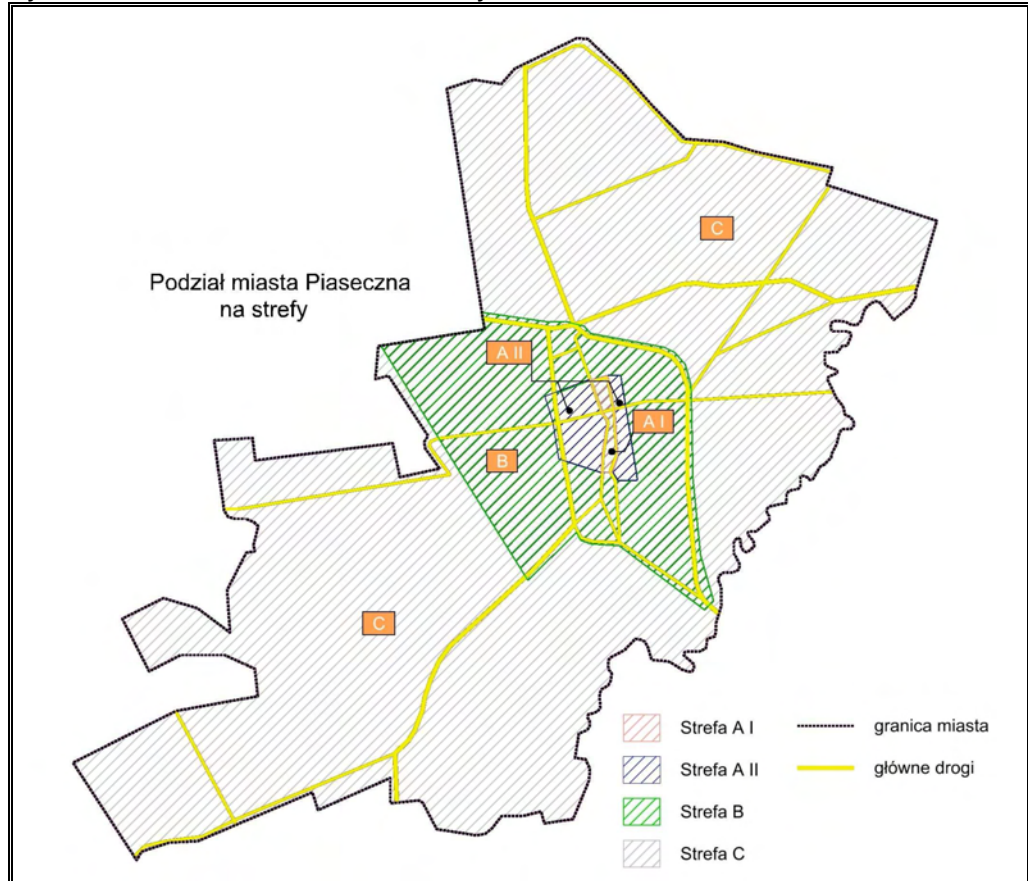 Podział miasta Piaseczna
na strefy
C
A II
A I
B
C
Strefa A I
Strefa A II
Strefa B
Strefa C
granica miasta
główne drogi